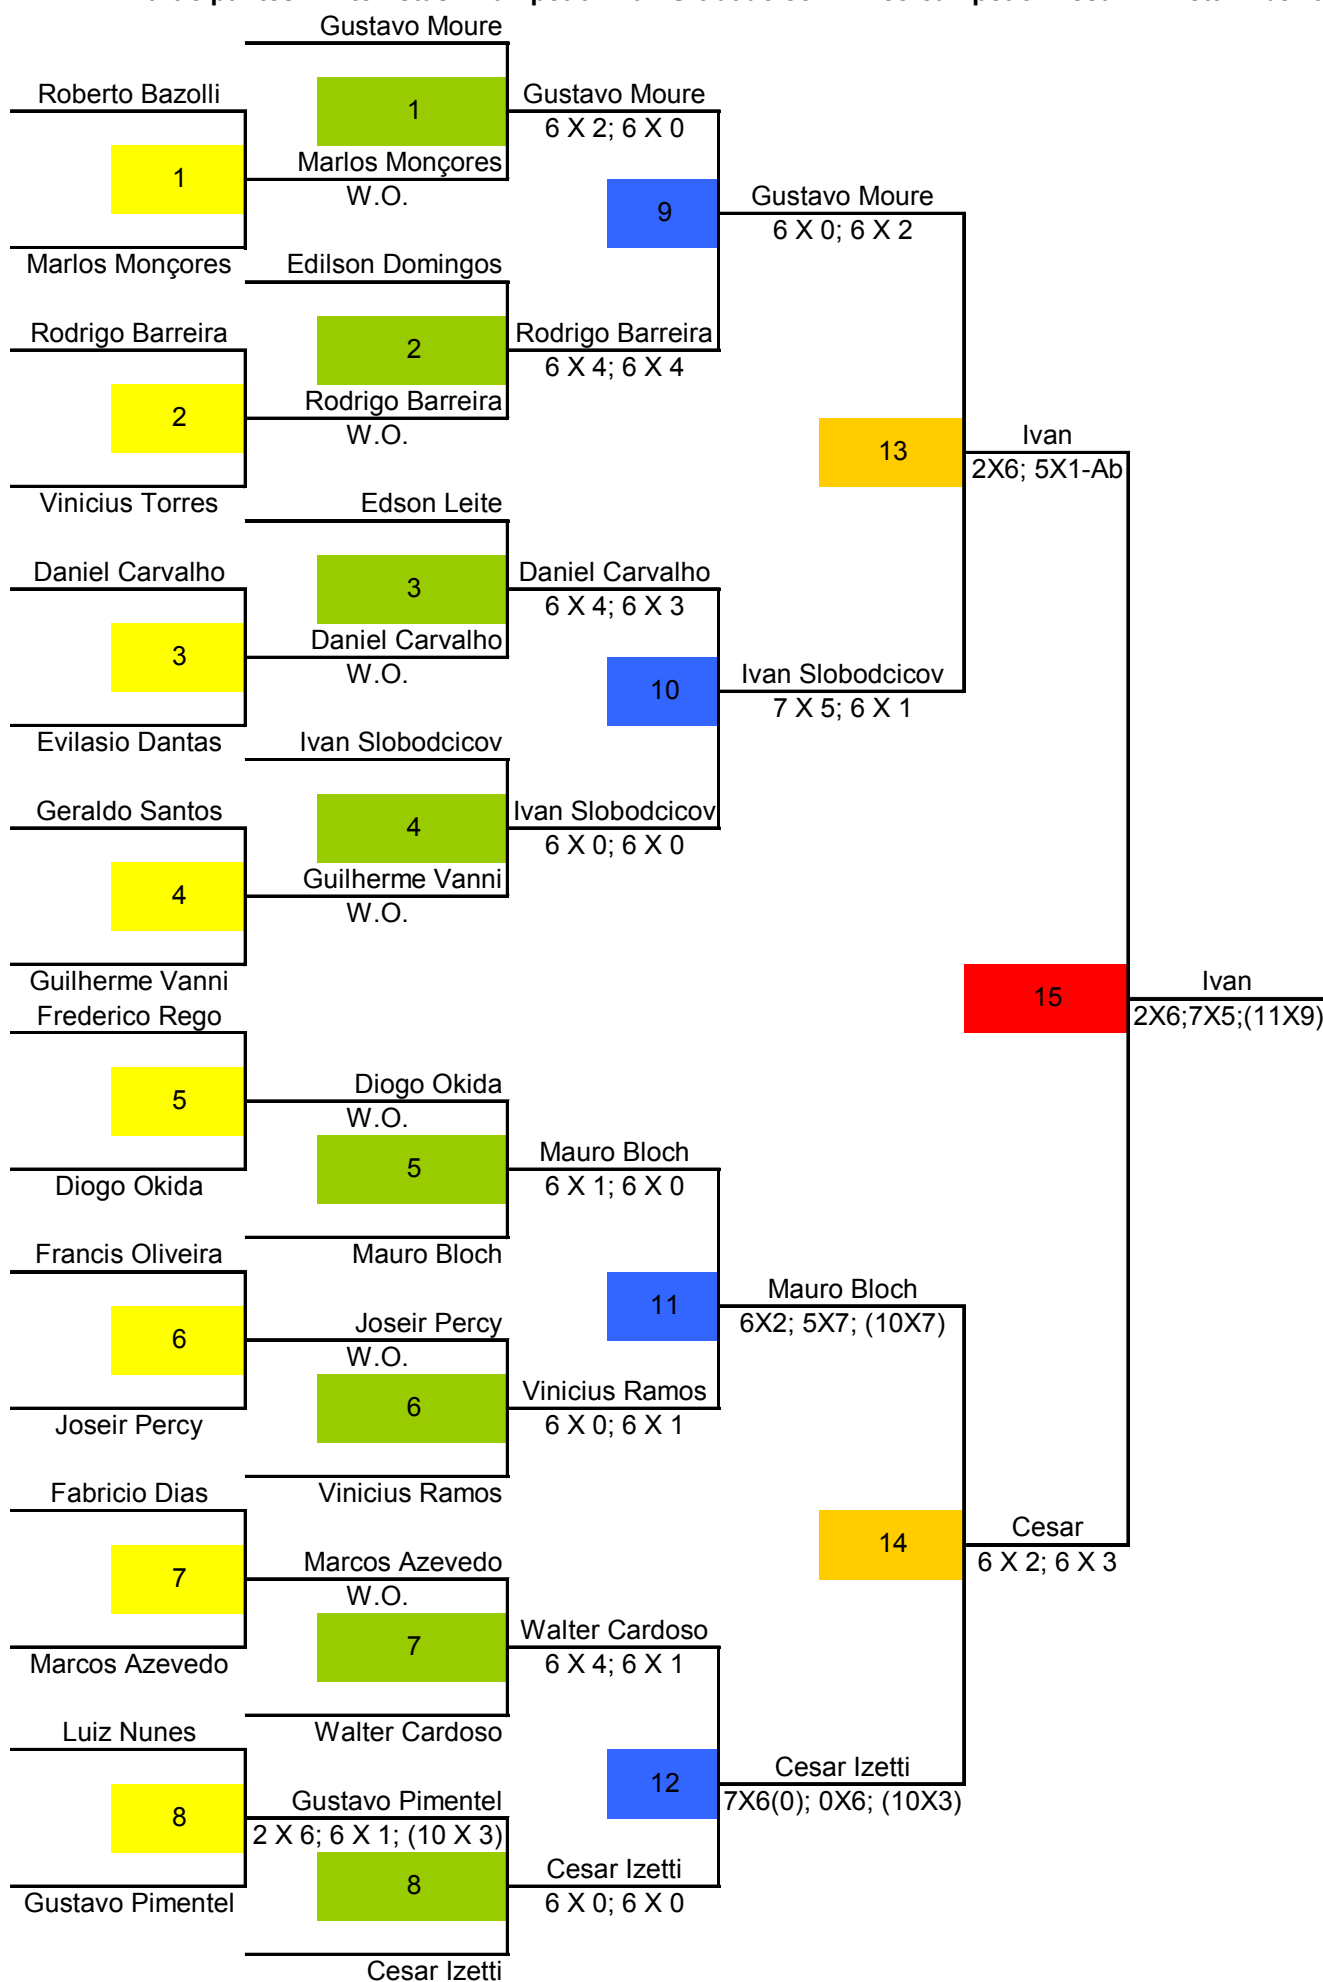 Gustavo Moure
Roberto Bazolli
1
Gustavo Moure
6 X 2; 6 X 0
1
Marlos Monçores
W.O.
9
Gustavo Moure
6 X 0; 6 X 2
Marlos Monçores
Edilson Domingos
Rodrigo Barreira
2
Rodrigo Barreira
6 X 4; 6 X 4
2
Rodrigo Barreira
W.O.
13
Ivan
2X6; 5X1-Ab
Vinicius Torres
Edson Leite
Daniel Carvalho
3
Daniel Carvalho
6 X 4; 6 X 3
3
Daniel Carvalho
W.O.
10
Ivan Slobodcicov
7 X 5; 6 X 1
Evilasio Dantas
Ivan Slobodcicov
Geraldo Santos
4
Ivan Slobodcicov
6 X 0; 6 X 0
4
Guilherme Vanni
W.O.
Guilherme Vanni
15
Ivan
2X6;7X5;(11X9)
Frederico Rego
5
Diogo Okida
W.O.
5
Mauro Bloch
6 X 1; 6 X 0
Diogo Okida
Mauro Bloch
Francis Oliveira
11
Mauro Bloch
6X2; 5X7; (10X7)
6
Joseir Percy
W.O.
6
Vinicius Ramos
6 X 0; 6 X 1
Joseir Percy
Vinicius Ramos
Fabricio Dias
14
Cesar
6 X 2; 6 X 3
7
Marcos Azevedo
W.O.
7
Walter Cardoso
6 X 4; 6 X 1
Marcos Azevedo
Walter Cardoso
Luiz Nunes
12
Cesar Izetti
7X6(0); 0X6; (10X3)
8
Gustavo Pimentel
2 X 6; 6 X 1; (10 X 3)
8
Cesar Izetti
6 X 0; 6 X 0
Gustavo Pimentel
Cesar Izetti